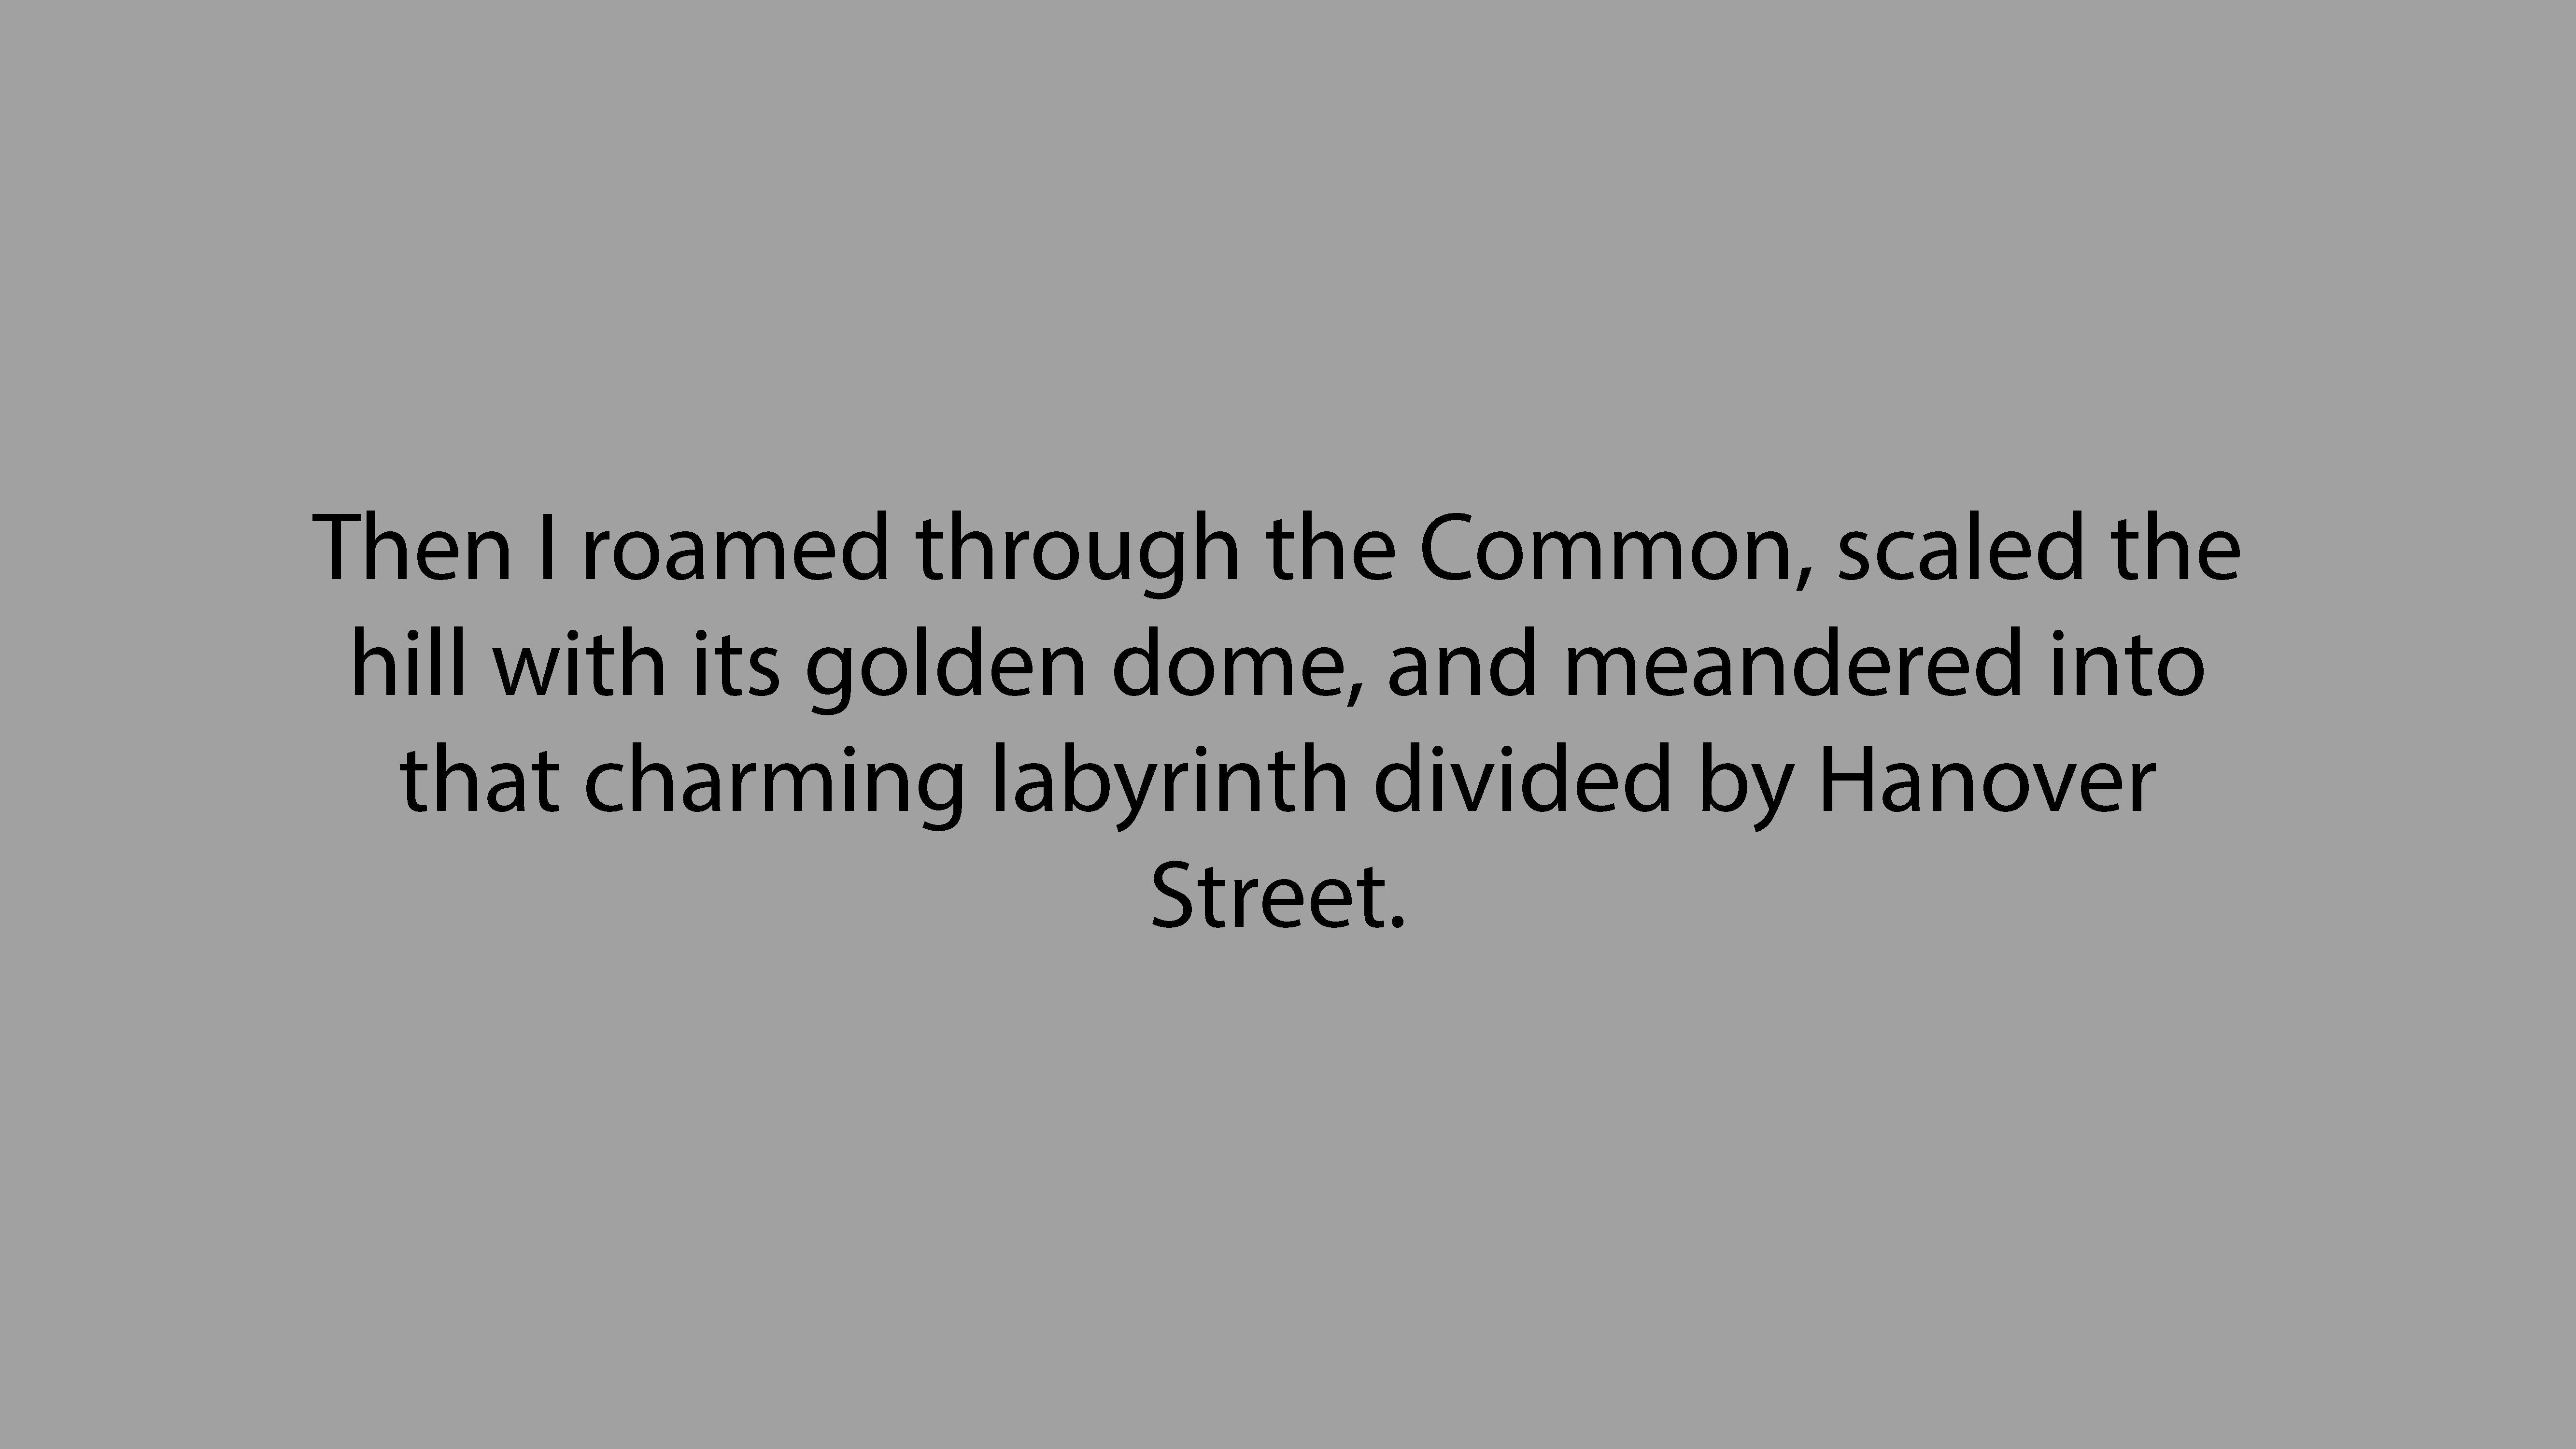 Then I roamed through the Common, scaled the
hill with its golden dome, and meandered into
that charming labyrinth divided by Hanover
Street.